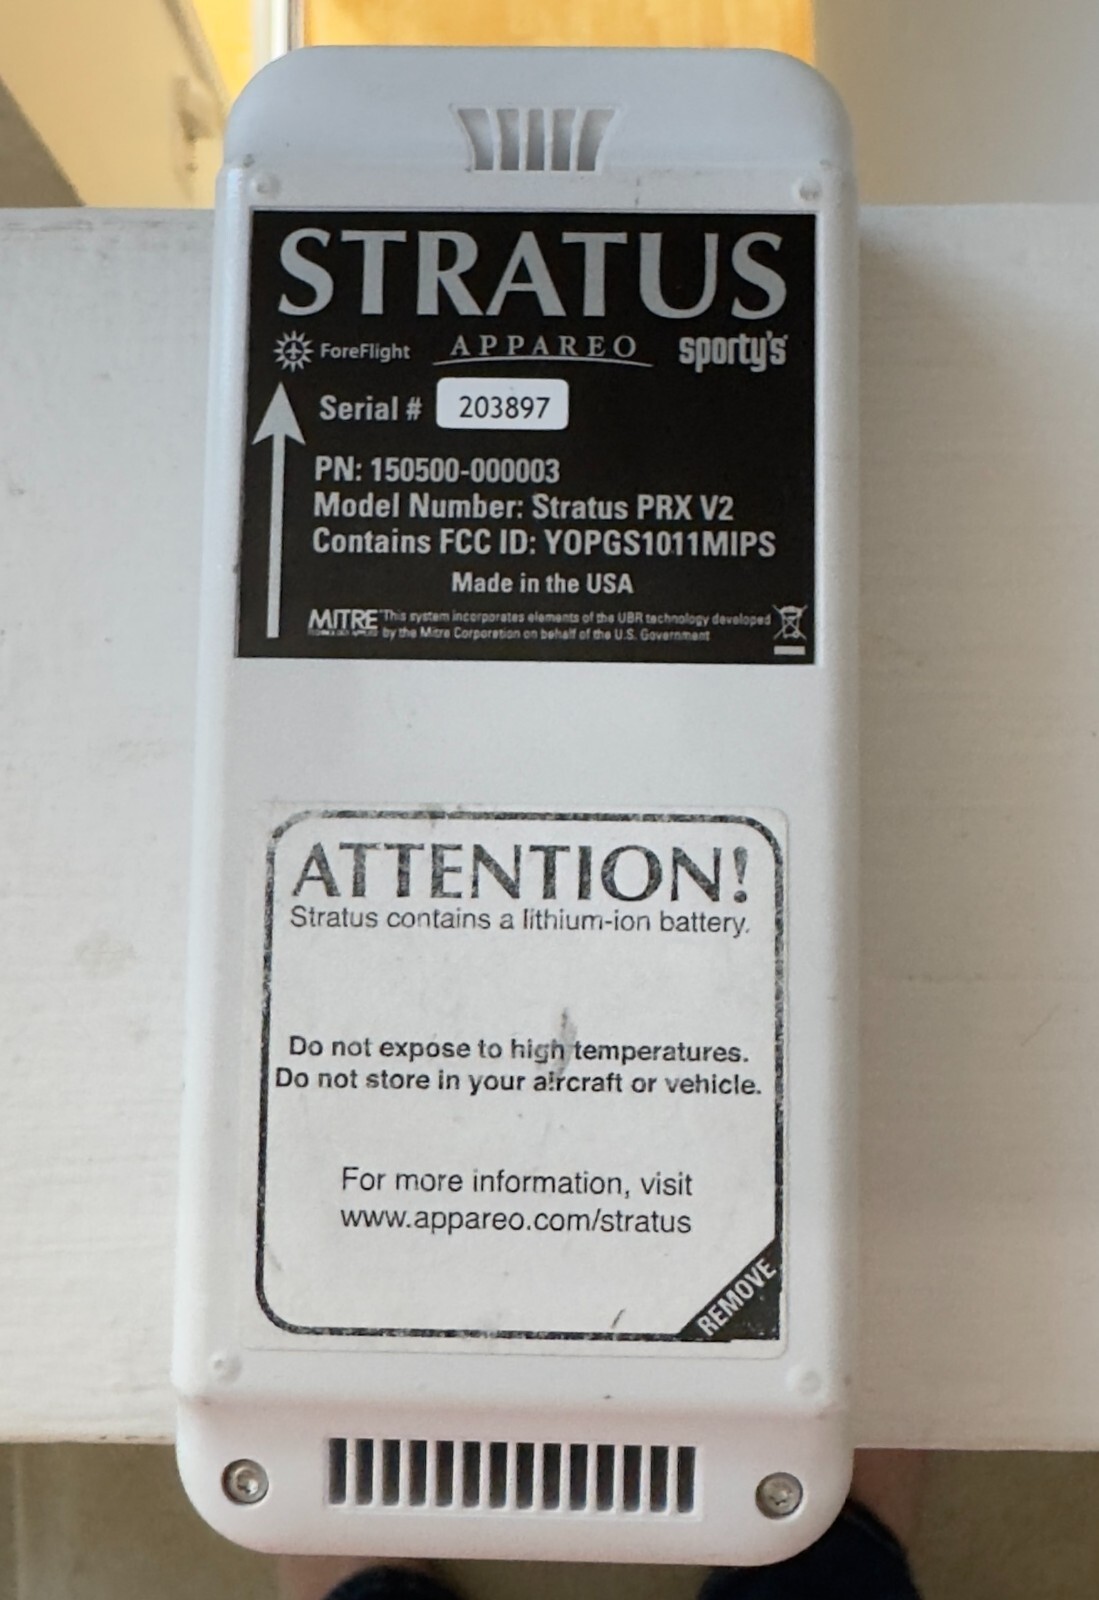 STRATUS
ForeFlight APPAREO sporty's
Serial # 203897
PN: 150500-000003
Model Number: Stratus PRX V2
Contains FCC ID: YOPGS1011MIPS
Made in the USA
MITRE This system incorporates elements of the UBR technology developed
by the Mitre Corporation on behalf of the U.S. Government
ATTENTION!
Stratus contains a lithium-ion battery.
Do not expose to high temperatures.
Do not store in your aircraft or vehicle.
For more information, visit
www.appareo.com/stratus
REMOVE